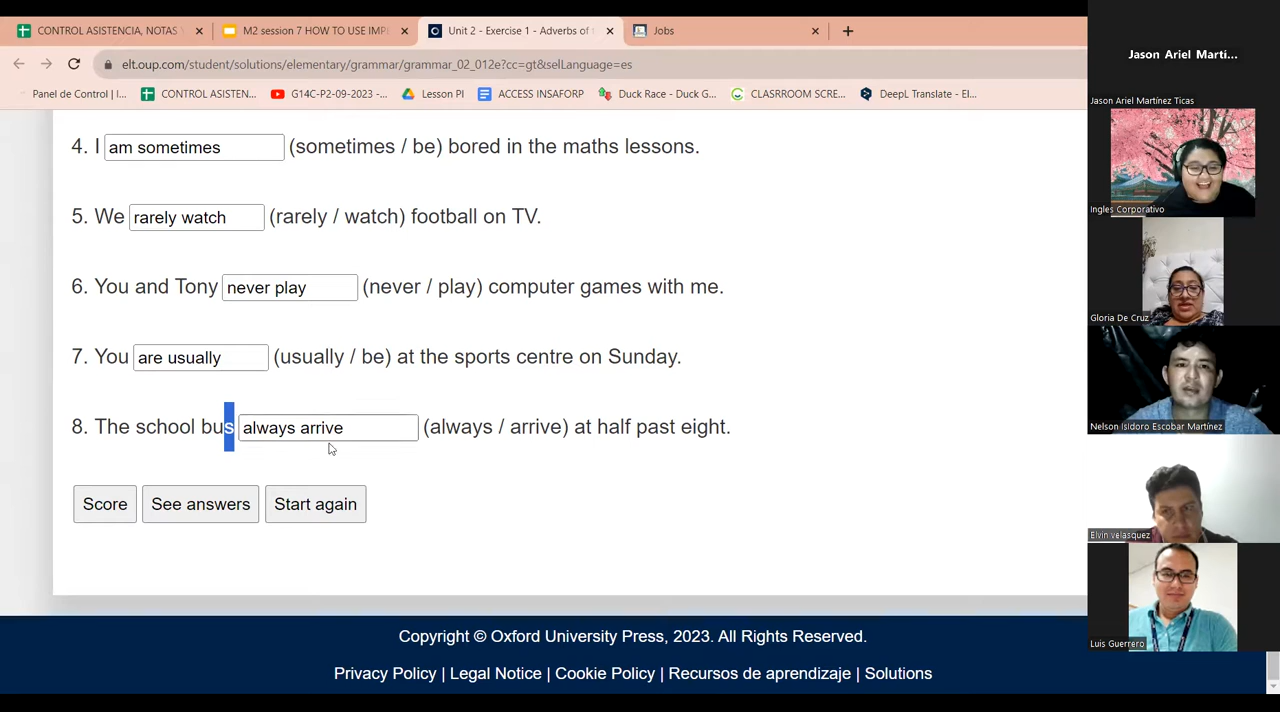 CONTROL ASISTENCIA, NOTAS
M2 session 7 HOW TO USE IMPE
Unit 2 - Exercise 1 - Adverbs of
Jobs
elt.oup.com/student/solutions/elementary/grammar/grammar_02_012e?cc=gt&selLanguage=es
Panel de Control | I...
CONTROL ASISTEN...
G14C-P2-09-2023 -...
Lesson Pl
ACCESS INSAFORP
Duck Race - Duck G...
CLASRROOM SCRE...
DeepL Translate - El...
4. I am sometimes (sometimes / be) bored in the maths lessons.
5. We rarely watch (rarely / watch) football on TV.
6. You and Tony never play (never / play) computer games with me.
7. You are usually (usually / be) at the sports centre on Sunday.
8. The school bus always arrive (always / arrive) at half past eight.
Score
See answers
Start again
Copyright © Oxford University Press, 2023. All Rights Reserved.
Privacy Policy | Legal Notice | Cookie Policy | Recursos de aprendizaje | Solutions
Jason Ariel Martí...
Jason Ariel Martínez Ticas
Ingles Corporativo
Gloria De Cruz
Nelson Isidoro Escobar Martínez
Elvin velasquez
Luis Guerrero